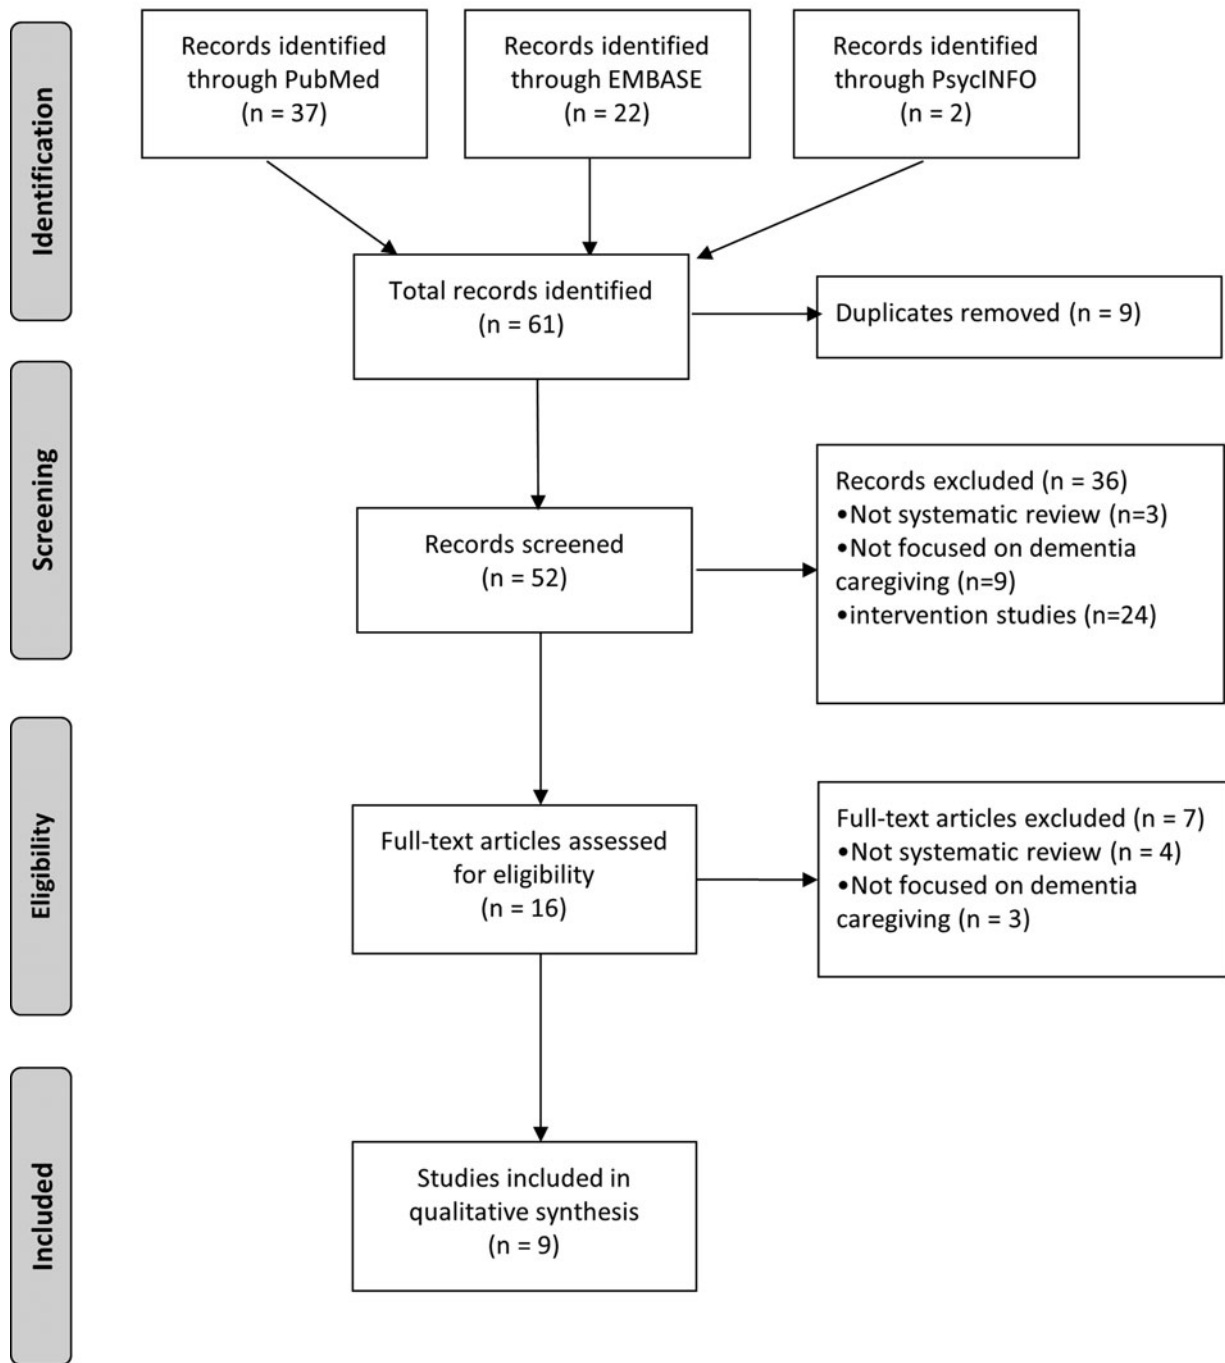 Identification
Records identified
through PubMed
(n = 37)
Records identified
through EMBASE
(n = 22)
Records identified
through PsycINFO
(n = 2)
Total records identified
(n = 61)
Duplicates removed (n = 9)
Screening
Records screened
(n = 52)
Records excluded (n = 36)
•Not systematic review (n=3)
•Not focused on dementia
caregiving (n=9)
•intervention studies (n=24)
Eligibility
Full-text articles assessed
for eligibility
(n = 16)
Full-text articles excluded (n = 7)
•Not systematic review (n = 4)
•Not focused on dementia
caregiving (n = 3)
Included
Studies included in
qualitative synthesis
(n = 9)